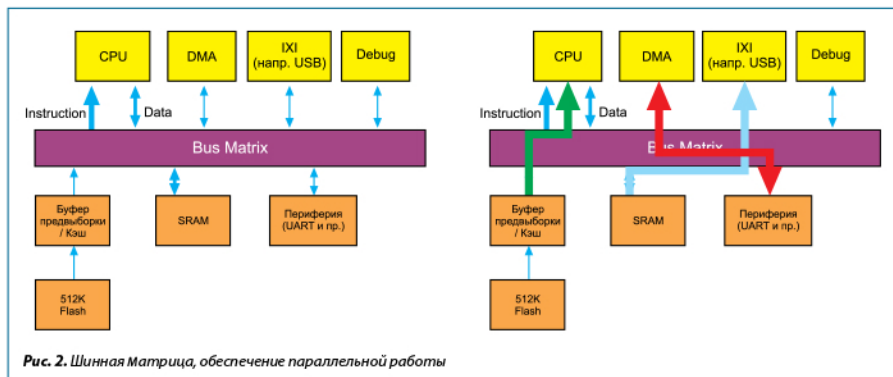 CPU
DMA
IXI
(напр. USB)
Debug
Instruction
Data
Bus Matrix
Буфер
предвыборки
/ Кэш
SRAM
Периферия
(UART и пр.)
512K
Flash
CPU
DMA
IXI
(напр. USB)
Debug
Instruction
Data
Bus Matrix
Буфер
предвыборки
/ Кэш
SRAM
Периферия
(UART и пр.)
512K
Flash
Рис. 2. Шинная Матрица, обеспечение параллельной работы